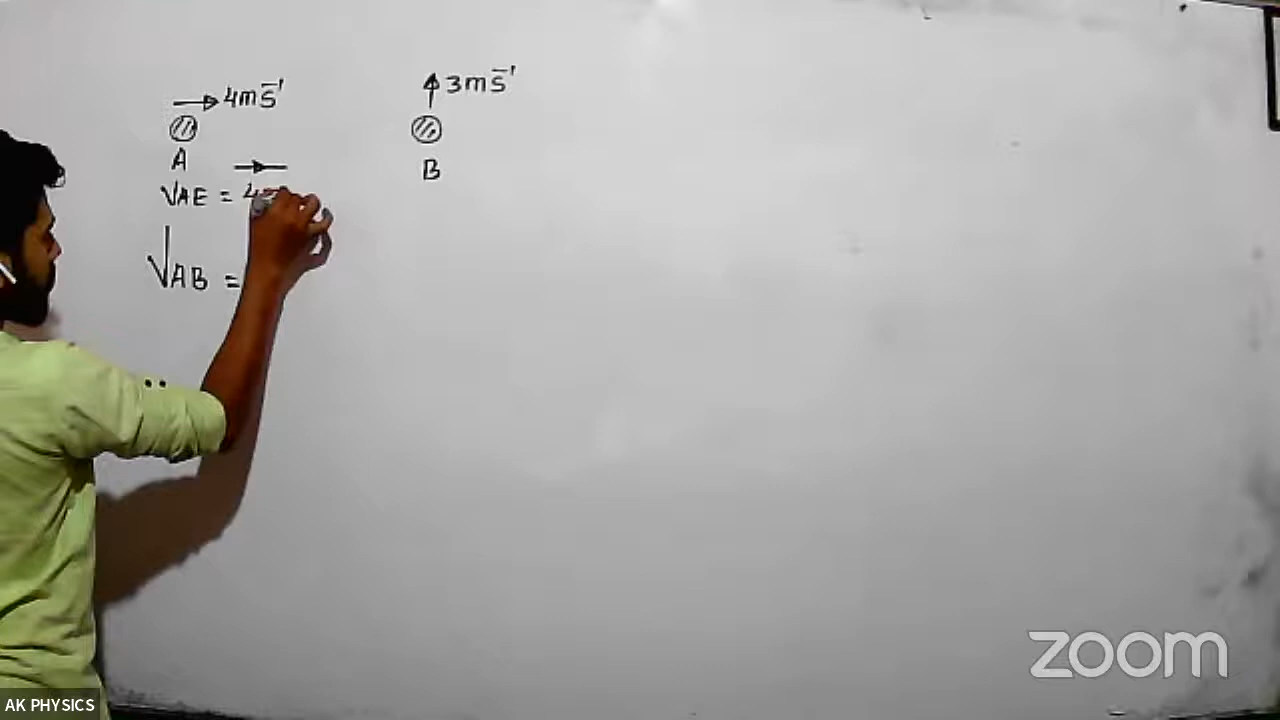 4ms⁻¹
3ms⁻¹
A
B
VAE = 4
VAB =
zoom
AK PHYSICS